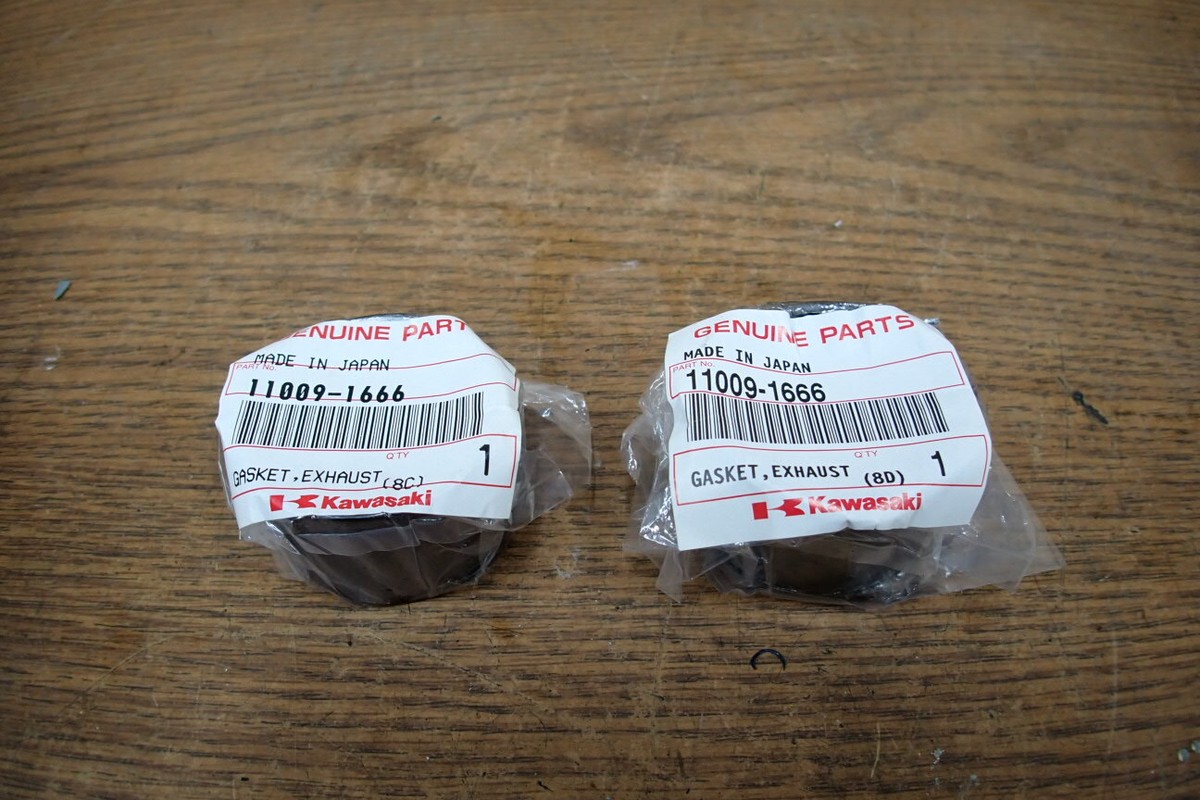 ENUINE PART
MADE IN JAPAN
PART No.
11009-1666
QTY
1
GASKET,EXHAUST(8C)
Kawasaki
GENUINE PARTS
MADE IN JAPAN
PART No.
11009-1666
QTY
1
GASKET,EXHAUST (8D)
Kawasaki